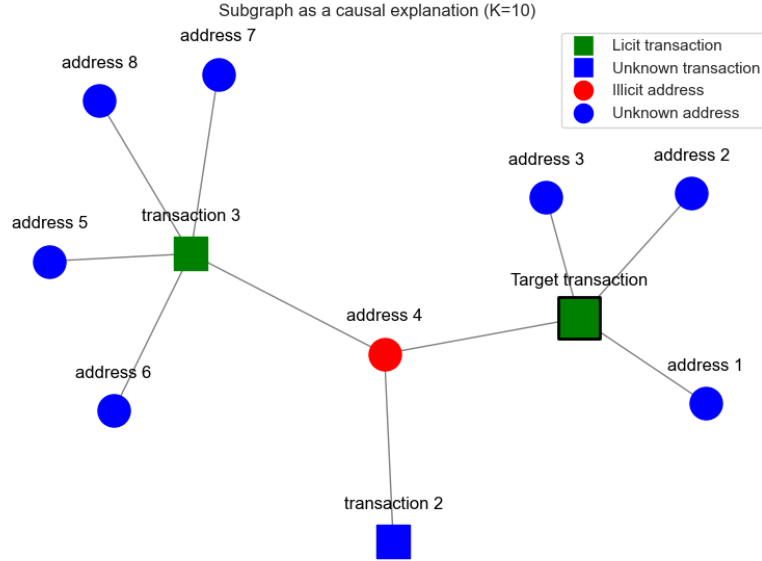 Subgraph as a causal explanation (K=10)
Licit transaction
Unknown transaction
Illicit address
Unknown address
address 7
address 8
address 3
address 2
transaction 3
address 5
Target transaction
address 4
address 1
address 6
transaction 2